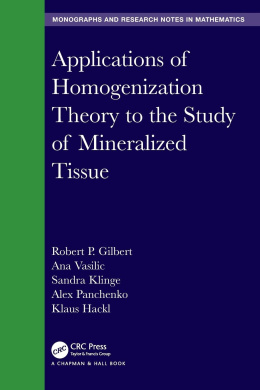 MONOGRAPHS AND RESEARCH NOTES IN MATHEMATICS
Applications of
Homogenization
Theory to the Study
of Mineralized
Tissue
Robert P. Gilbert
Ana Vasilic
Sandra Klinge
Alex Panchenko
Klaus Hackl
CRC
CRC Press
Taylor & Francis Group
A CHAPMAN & HALL BOOK